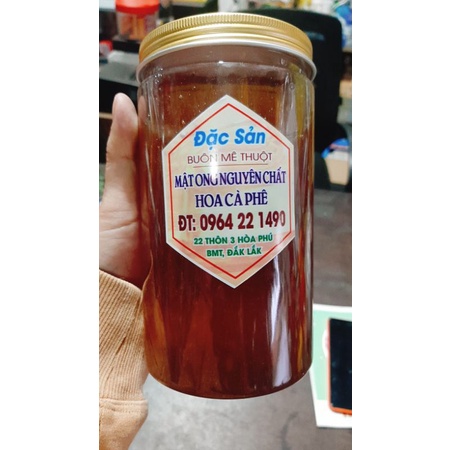 Đặc Sản
BUÔN MÊ THUỘT
MẬT ONG NGUYÊN CHẤT
HOA CÀ PHÊ
ĐT: 0964 22 1490
22 THÔN 3 HÒA PHÚ
BMT, ĐẮK LẮK